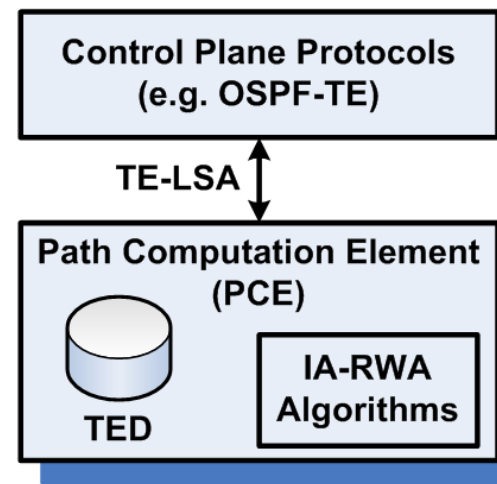 Control Plane Protocols
(e.g. OSPF-TE)
TE-LSA
Path Computation Element
(PCE)
IA-RWA
Algorithms
TED